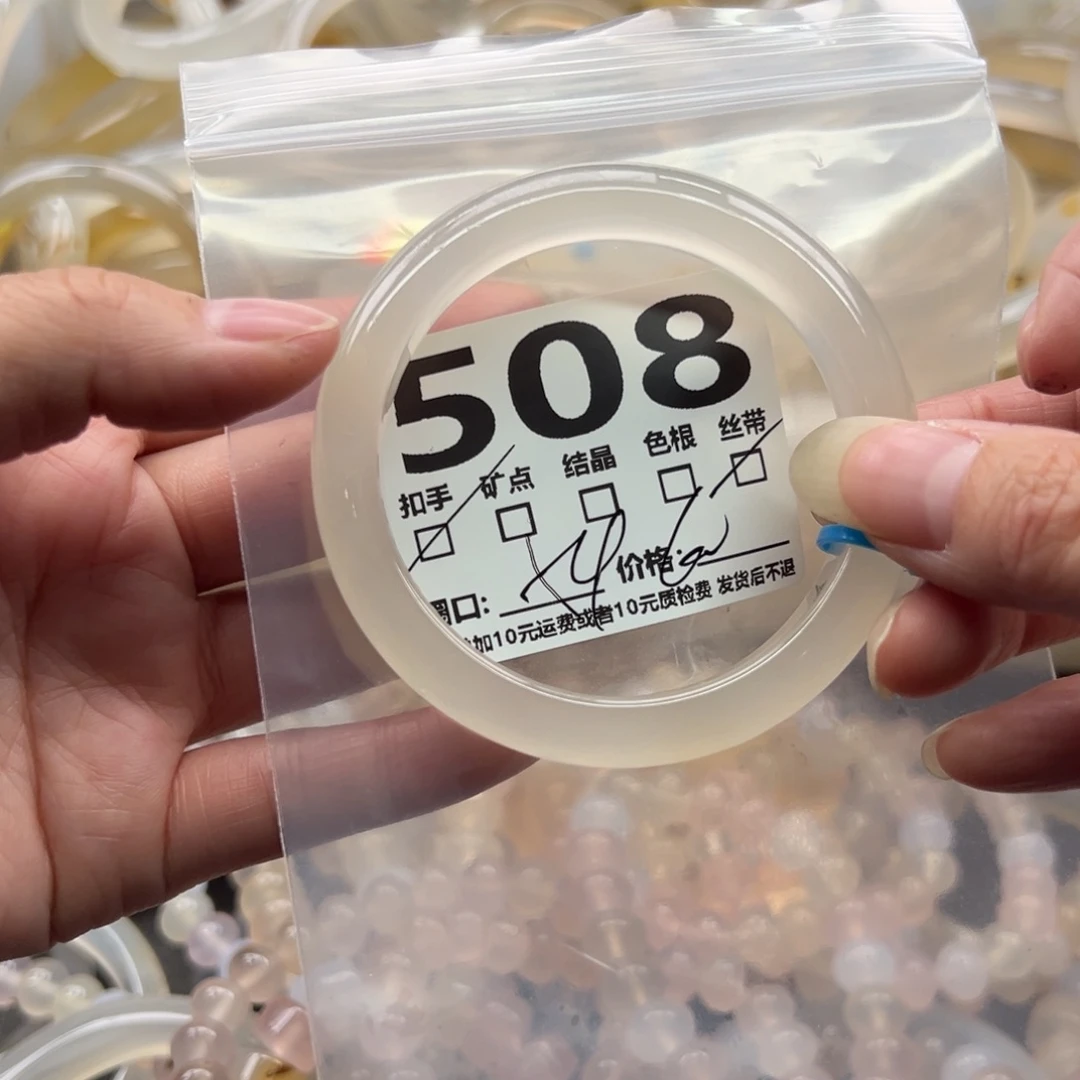 508
扣手 矿点 结晶 色根 丝带
圈口: 价格:
加10元运费或者10元质检费 发货后不退